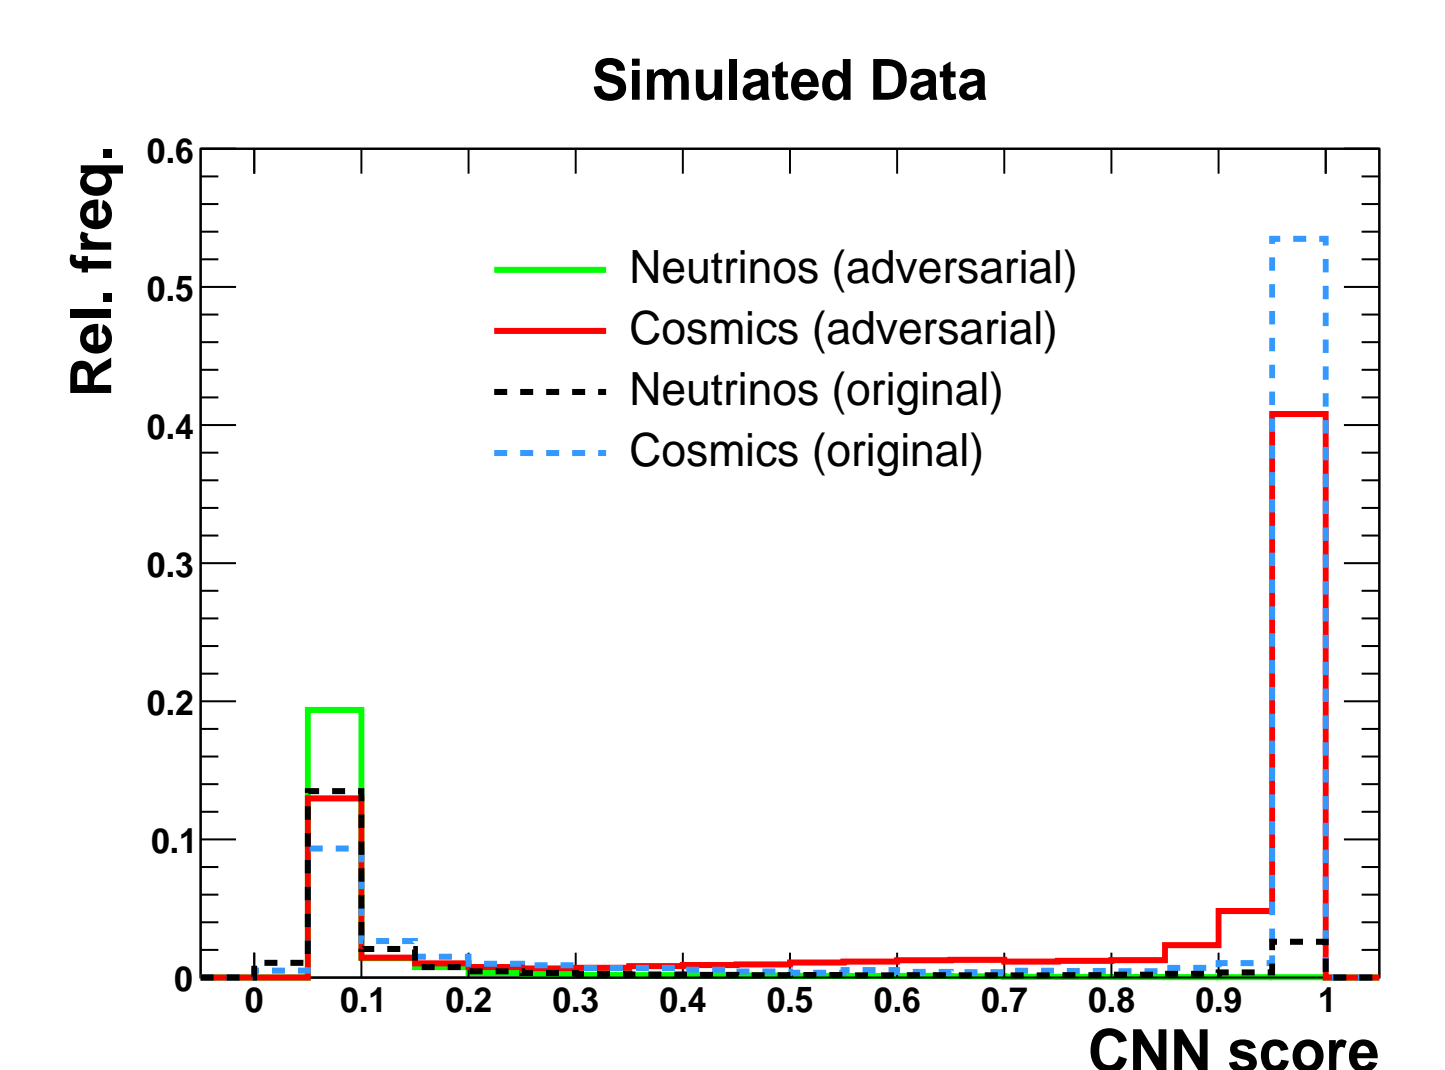 Simulated Data
Rel. freq.
0.6
0.5
0.4
0.3
0.2
0.1
0
Neutrinos (adversarial)
Cosmics (adversarial)
Neutrinos (original)
Cosmics (original)
0 0.1 0.2 0.3 0.4 0.5 0.6 0.7 0.8 0.9 1
CNN score